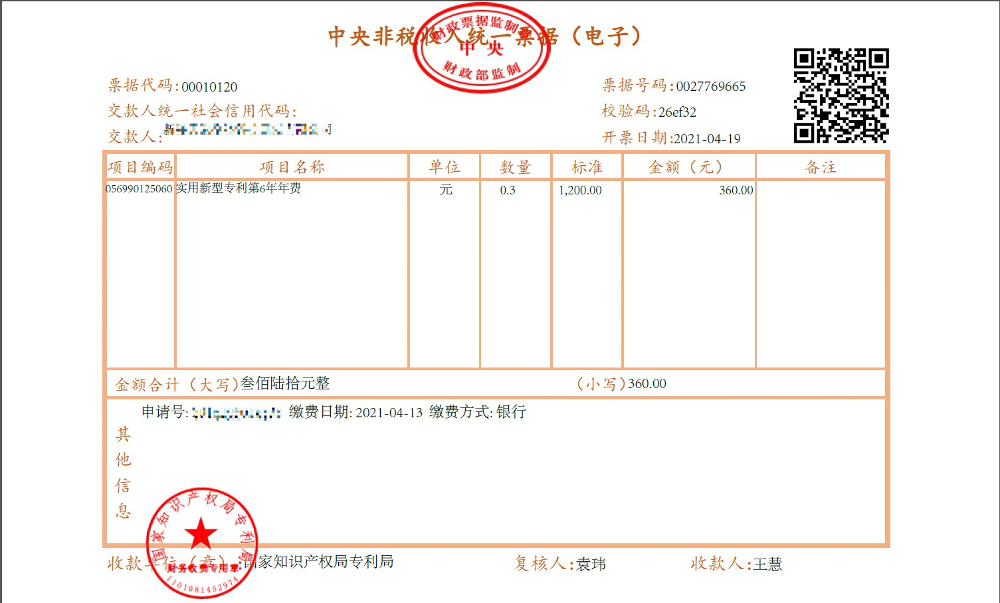 中央非税收入统一票据（电子）
财政票据监制章
中央
财政部监制
票据代码:00010120
票据号码:0027769665
交款人统一社会信用代码:
校验码:26ef32
交款人:新 司
开票日期:2021-04-19
项目编码 项目名称 单位 数量 标准 金额（元） 备注
056990125060 实用新型专利第6年年费 元 0.3 1,200.00 360.00
金额合计（大写）叁佰陆拾元整 （小写）360.00
申请号: 缴费日期: 2021-04-13 缴费方式: 银行
其他信息
国家知识产权局专利局
财务收费专用章
1101081452974
收款单位（章）:国家知识产权局专利局 复核人:袁玮 收款人:王慧